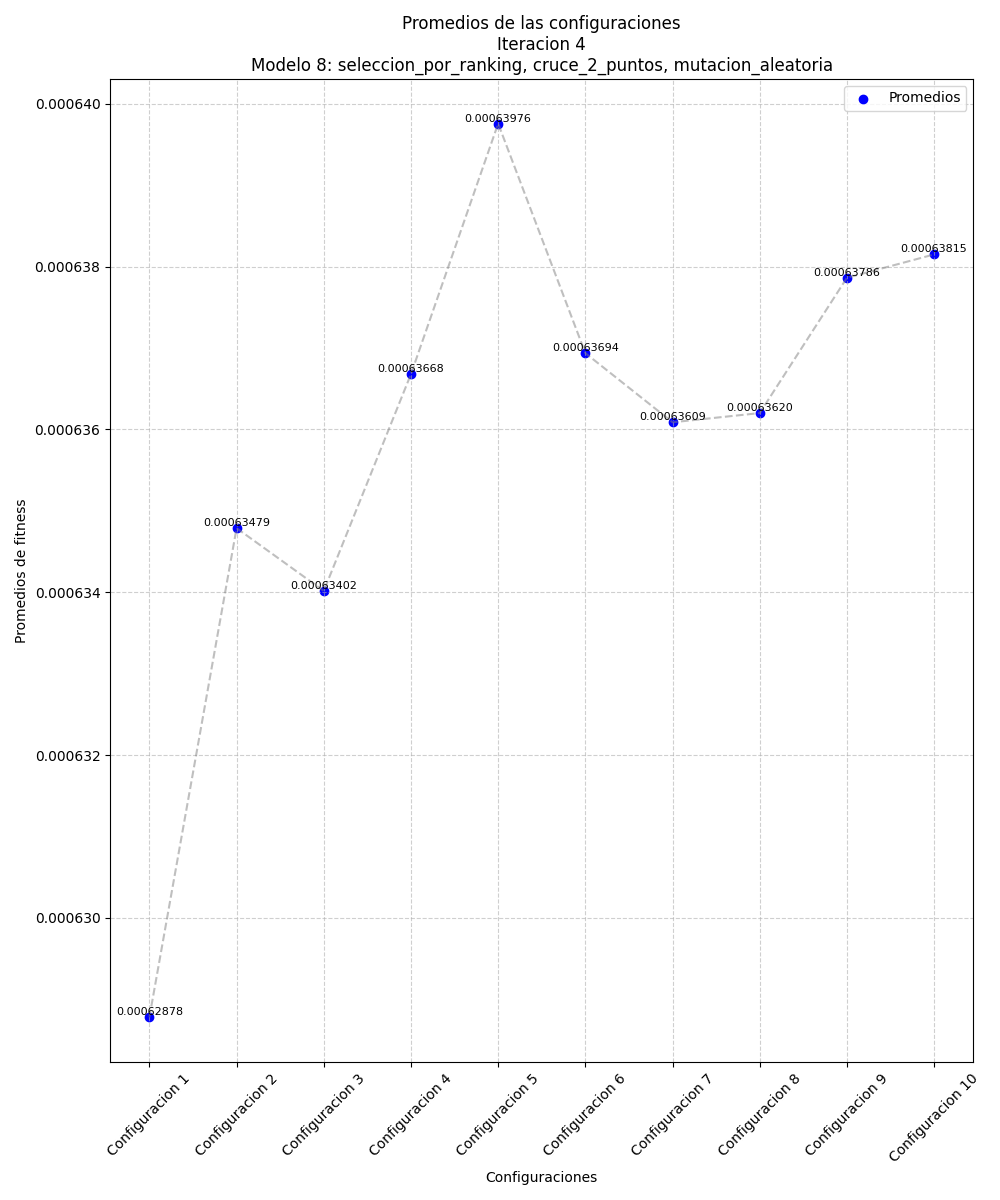 Promedios de las configuraciones
Iteracion 4
Modelo 8: seleccion_por_ranking, cruce_2_puntos, mutacion_aleatoria
Promedios
0.000640
0.000638
0.000636
0.000634
0.000632
0.000630
Promedios de fitness
0.00062878
0.00063479
0.00063402
0.00063668
0.00063976
0.00063694
0.00063609
0.00063620
0.00063786
0.00063815
Configuracion 1
Configuracion 2
Configuracion 3
Configuracion 4
Configuracion 5
Configuracion 6
Configuracion 7
Configuracion 8
Configuracion 9
Configuracion 10
Configuraciones